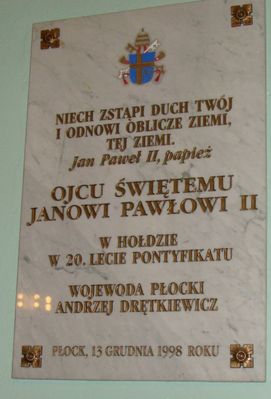 NIECH ZSTĄPI DUCH TWÓJ
I ODNOWI OBLICZE ZIEMI,
TEJ ZIEMI.
Jan Paweł II, papież
OJCU ŚWIĘTEMU
JANOWI PAWŁOWI II
W HOŁDZIE
W 20. LECIE PONTYFIKATU
WOJEWODA PŁOCKI
ANDRZEJ DRĘTKIEWICZ
PŁOCK, 13 GRUDNIA 1998 ROKU